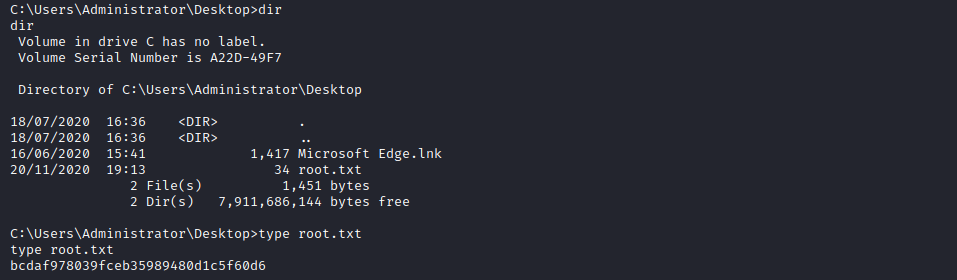 C:\Users\Administrator\Desktop>dir
dir
 Volume in drive C has no label.
 Volume Serial Number is A22D-49F7

 Directory of C:\Users\Administrator\Desktop

18/07/2020  16:36    <DIR>          .
18/07/2020  16:36    <DIR>          ..
16/06/2020  15:41             1,417 Microsoft Edge.lnk
20/11/2020  19:13                34 root.txt
               2 File(s)          1,451 bytes
               2 Dir(s)   7,911,686,144 bytes free

C:\Users\Administrator\Desktop>type root.txt
type root.txt
bcdaf978039fceb35989480d1c5f60d6